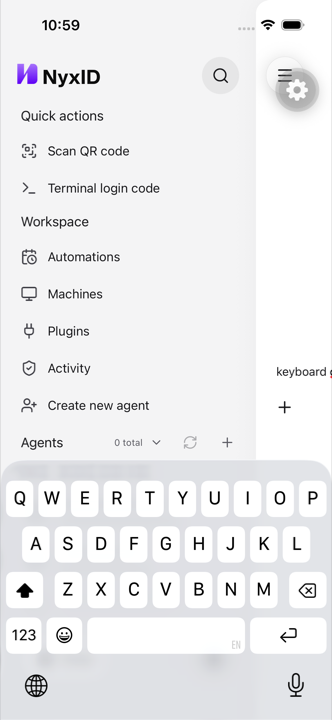 10:59
NyxID
Quick actions
Scan QR code
Terminal login code
Workspace
Automations
Machines
Plugins
Activity
Create new agent
Agents 0 total
keyboard
Q W E R T Y U I O P
A S D F G H J K L
Z X C V B N M
123 EN